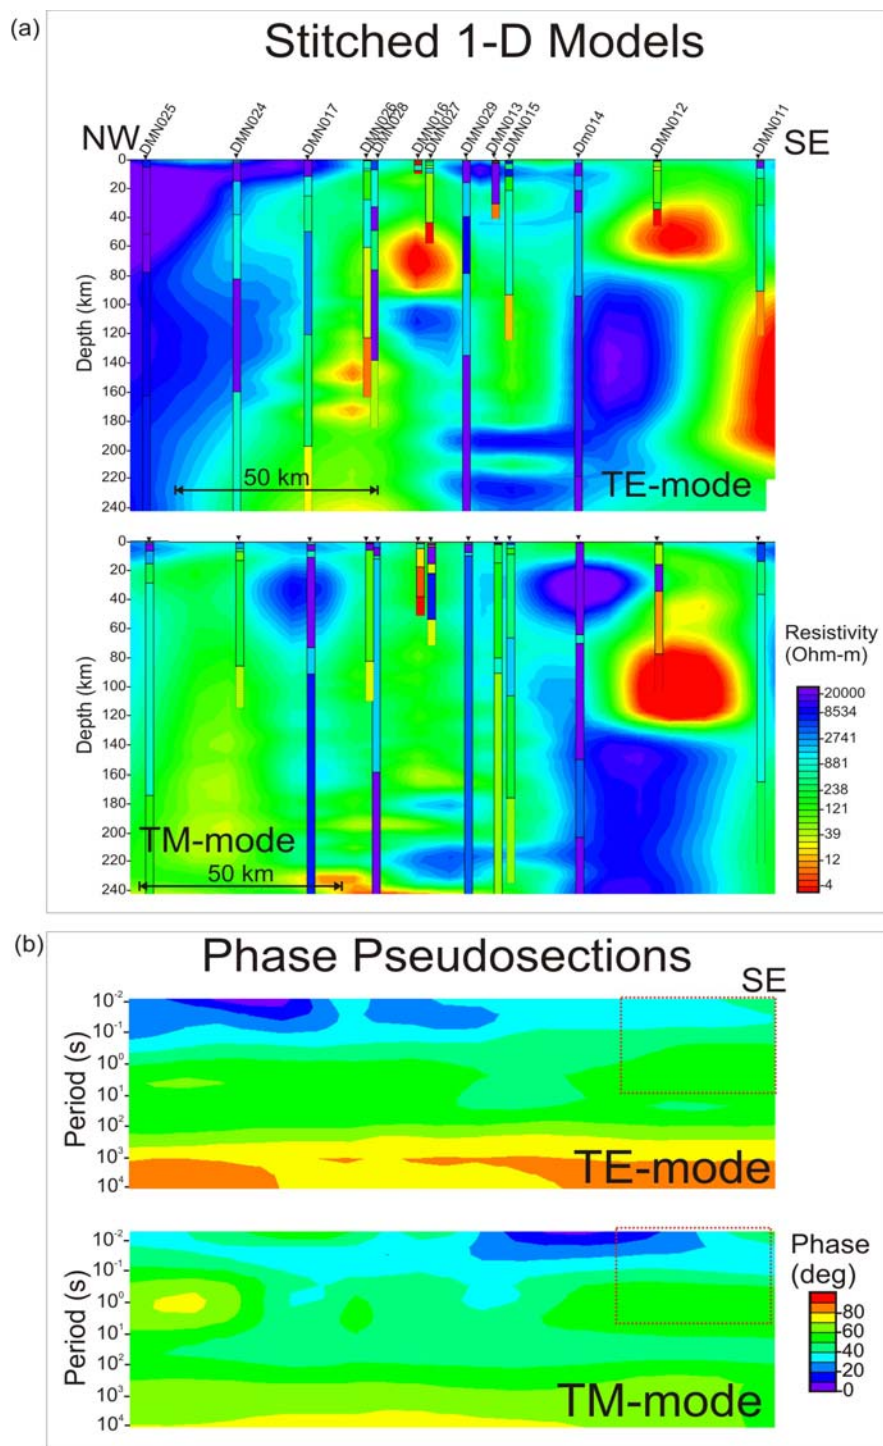 (a)
Stitched 1-D Models
NW
DMN025
DMN024
DMN017
DMN026
DMN028
DMN016
DMN027
DMN029
DMN013
DMN015
Dm014
DMN012
DMN011
SE
Depth (km)
0
20
40
60
80
100
120
140
160
180
200
220
240
50 km
TE-mode
Depth (km)
0
20
40
60
80
100
120
140
160
180
200
220
240
TM-mode
50 km
Resistivity
(Ohm-m)
20000
8534
2741
881
238
121
39
12
4
(b)
Phase Pseudosections
SE
Period (s)
10-2
10-1
100
101
102
103
104
TE-mode
Period (s)
10-2
10-1
100
101
102
103
104
TM-mode
Phase
(deg)
80
60
40
20
0